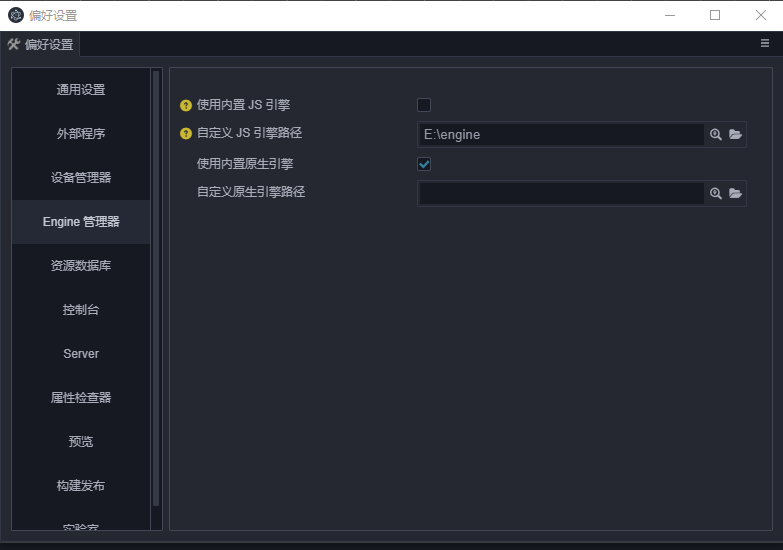 偏好设置
偏好设置
通用设置
外部程序
设备管理器
Engine 管理器
资源数据库
控制台
Server
属性检查器
预览
构建发布
实验室
使用内置 JS 引擎
自定义 JS 引擎路径
E:\engine
使用内置原生引擎
自定义原生引擎路径